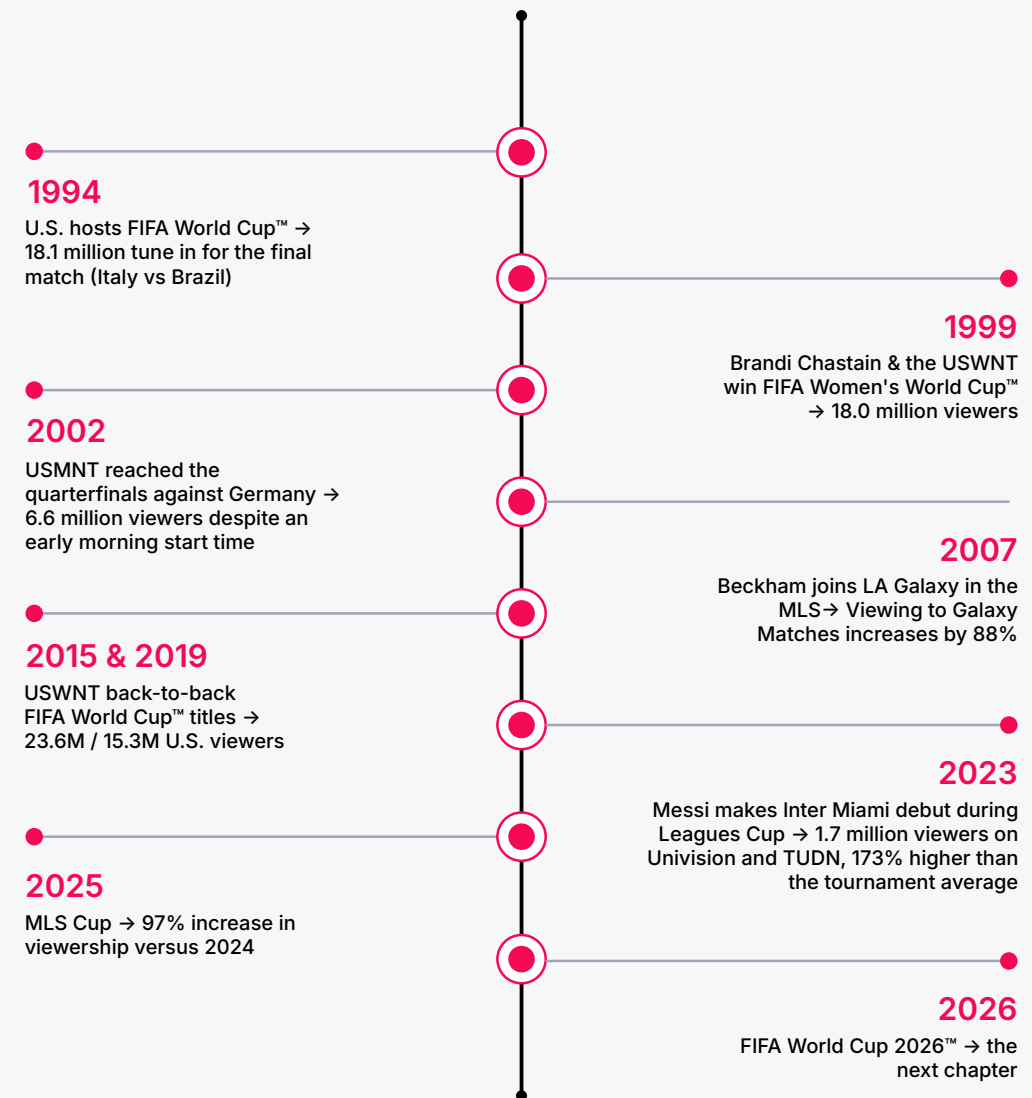 1994
U.S. hosts FIFA World Cup™ →
18.1 million tune in for the final
match (Italy vs Brazil)
1999
Brandi Chastain & the USWNT
win FIFA Women's World Cup™
→ 18.0 million viewers
2002
USMNT reached the
quarterfinals against Germany →
6.6 million viewers despite an
early morning start time
2007
Beckham joins LA Galaxy in the
MLS→ Viewing to Galaxy
Matches increases by 88%
2015 & 2019
USWNT back-to-back
FIFA World Cup™ titles →
23.6M / 15.3M U.S. viewers
2023
Messi makes Inter Miami debut during
Leagues Cup → 1.7 million viewers on
Univision and TUDN, 173% higher than
the tournament average
2025
MLS Cup → 97% increase in
viewership versus 2024
2026
FIFA World Cup 2026™ → the
next chapter